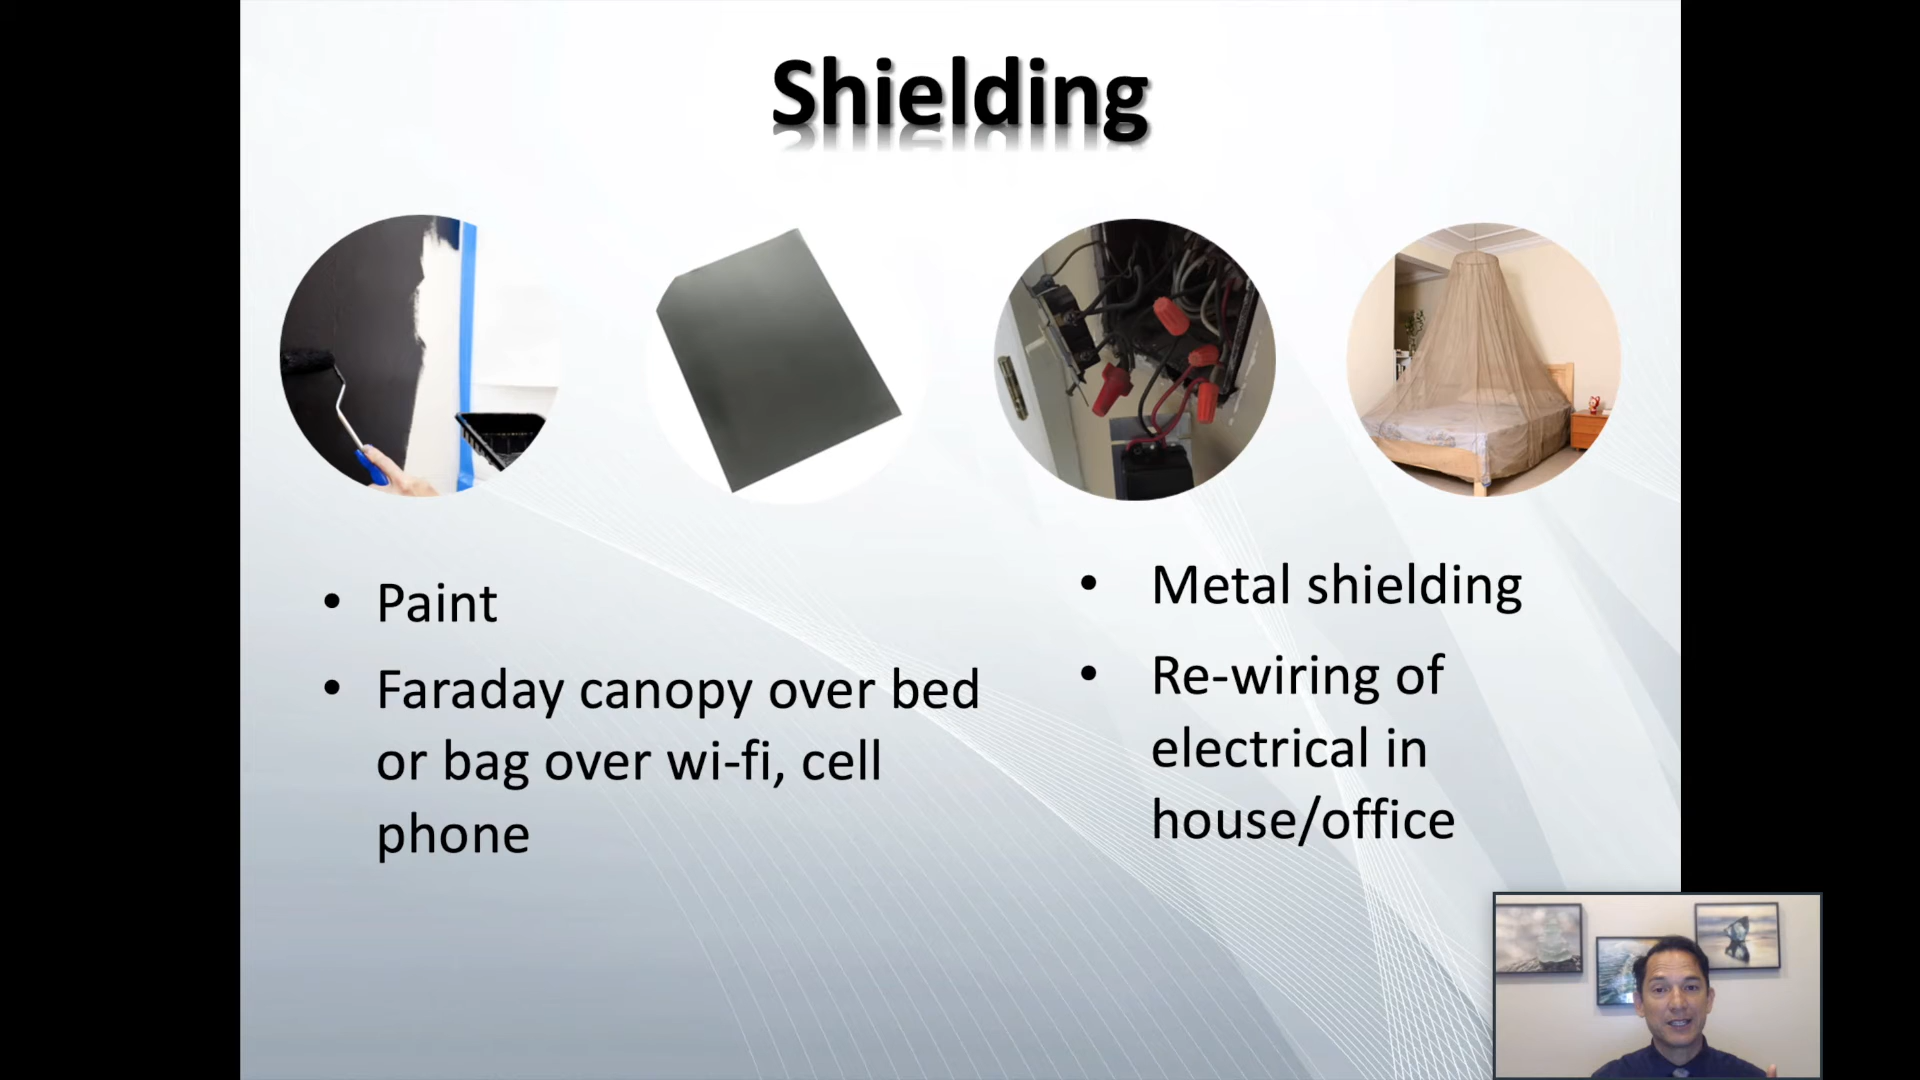 Shielding
• Paint
• Faraday canopy over bed
or bag over wi-fi, cell
phone
• Metal shielding
• Re-wiring of
electrical in
house/office